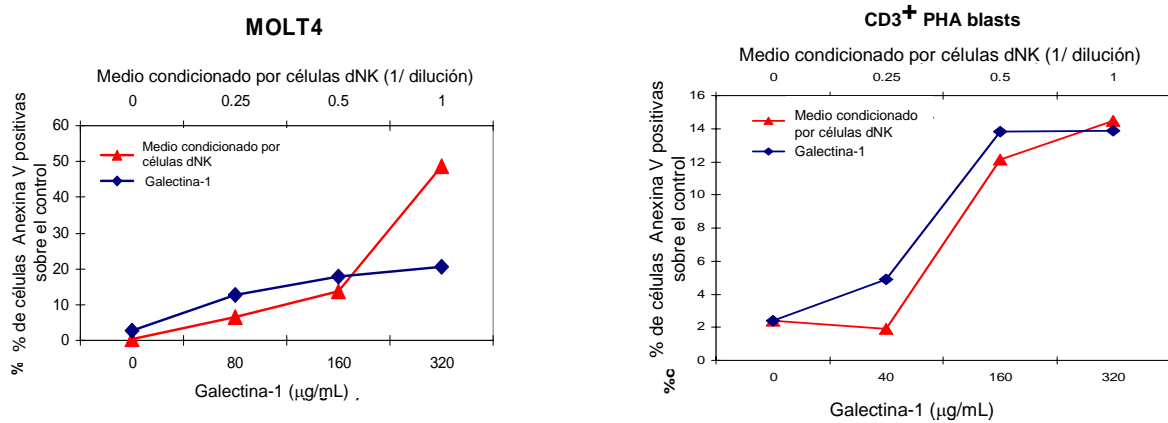 MOLT4
Medio condicionado por células dNK (1/ dilución)
0 0.25 0.5 1
60
50
40
30
20
10
0
% % de células Anexina V positivas
sobre el control
Medio condicionado por
células dNK
Galectina-1
0 80 160 320
Galectina-1 (μg/mL)
CD3+ PHA blasts
Medio condicionado por células dNK (1/ dilución)
0 0.25 0.5 1
16
14
12
10
8
6
4
2
0
%c % de células Anexina V positivas
sobre el control
Medio condicionado
por células dNK
Galectina-1
0 40 160 320
Galectina-1 (μg/mL)